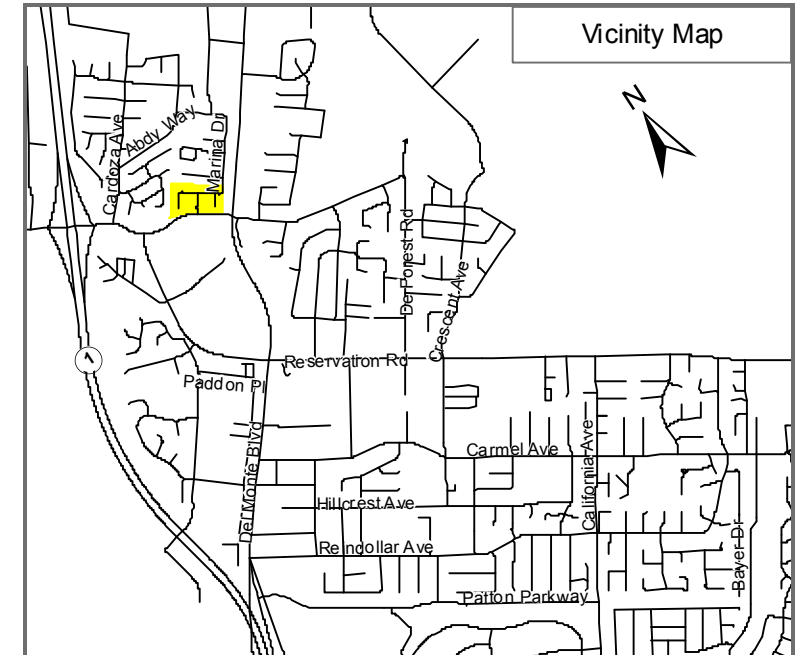 Vicinity Map
N
Cardoza Ave
Abdy Way
Marina Dr
De Forest Rd
Crescent Ave
1
Reservation Rd
Paddon Pl
Del Monte Blvd
Carmel Ave
California Ave
Hillcrest Ave
Reindollar Ave
Bayer Dr
Patton Parkway